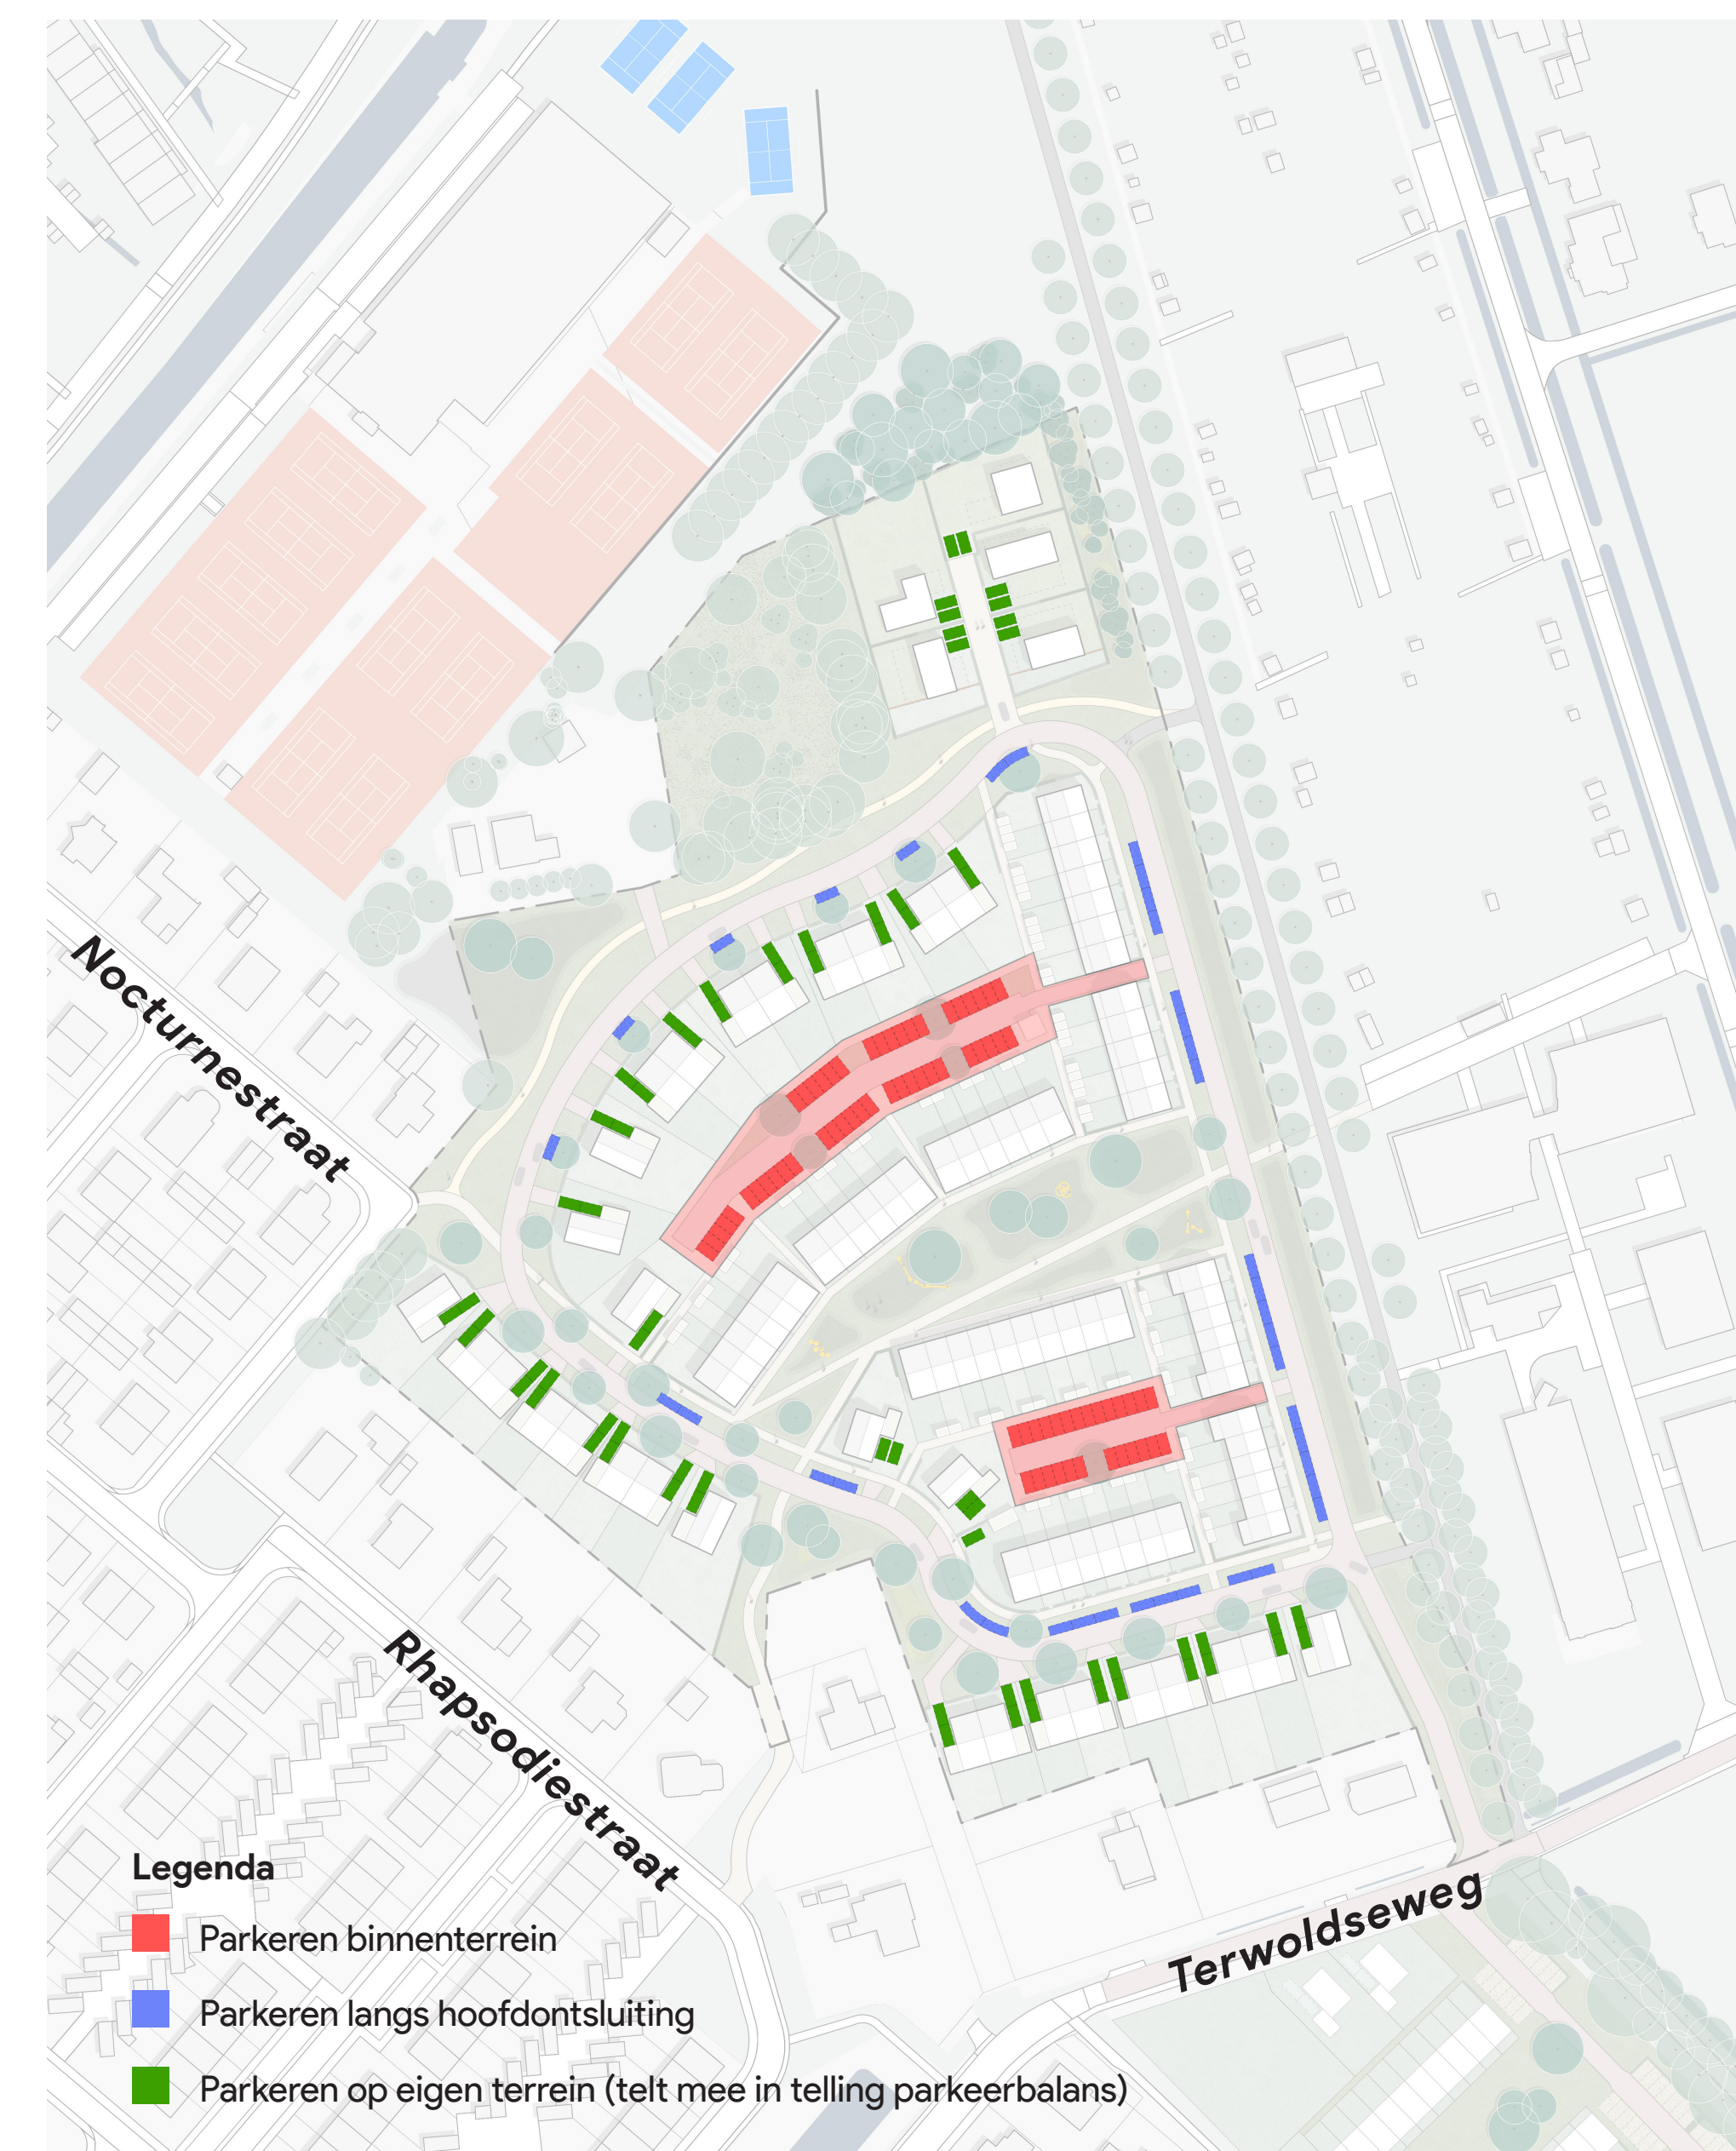 Nocturnestraat
Rhapsodiestraat
Terwoldseweg
Legenda
Parkeren binnenterrein
Parkeren langs hoofdontsluiting
Parkeren op eigen terrein (telt mee in telling parkeerbalans)